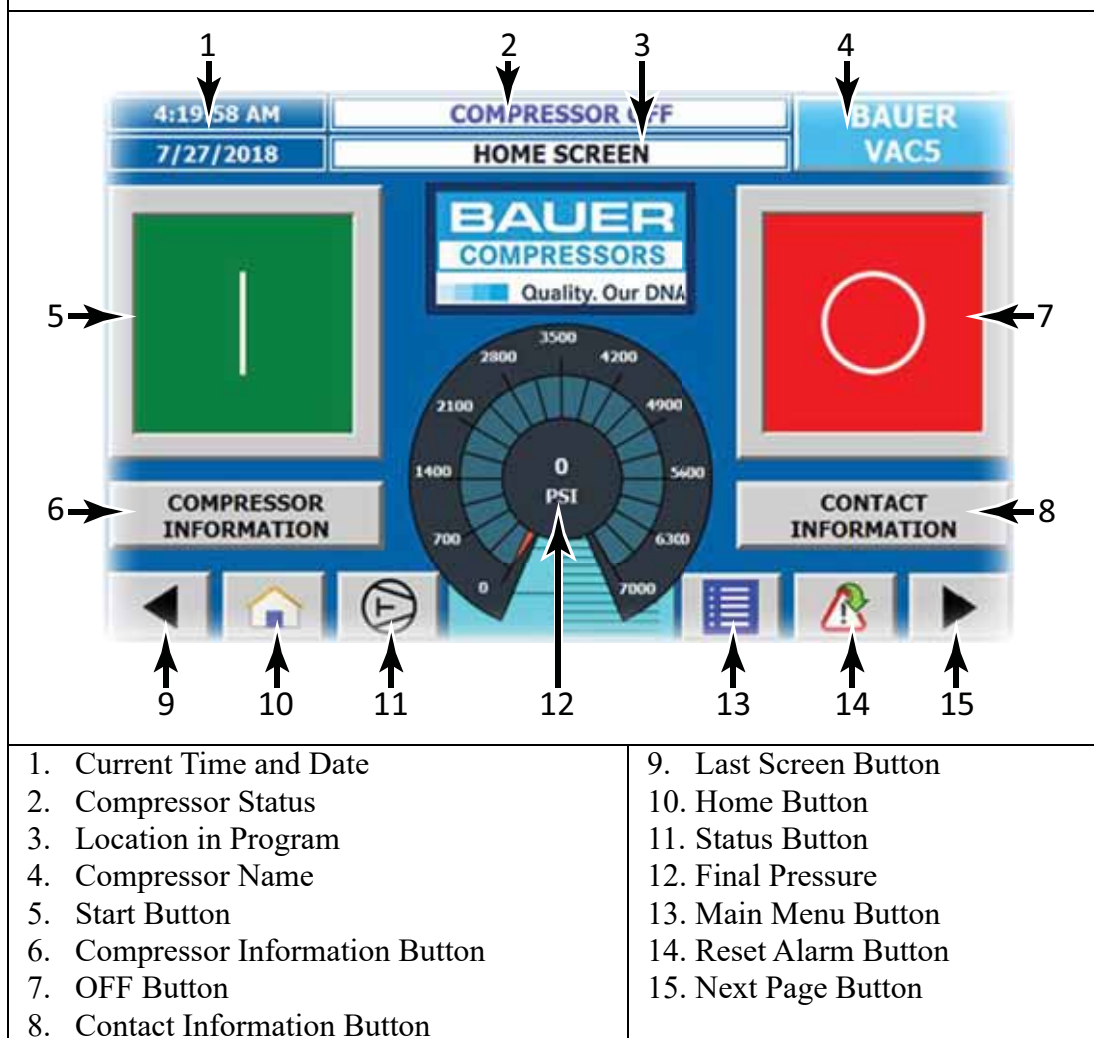 1 2 3 4
4:19:58 AM COMPRESSOR OFF BAUER
7/27/2018 HOME SCREEN VAC5
BAUER
COMPRESSORS
Quality. Our DNA
5
7
3500
2800 4200
2100 4900
1400 0 5600
PSI
700 6300
0 7000
6 COMPRESSOR
INFORMATION
CONTACT
INFORMATION 8
9 10 11 12 13 14 15
1. Current Time and Date
2. Compressor Status
3. Location in Program
4. Compressor Name
5. Start Button
6. Compressor Information Button
7. OFF Button
8. Contact Information Button
9. Last Screen Button
10. Home Button
11. Status Button
12. Final Pressure
13. Main Menu Button
14. Reset Alarm Button
15. Next Page Button